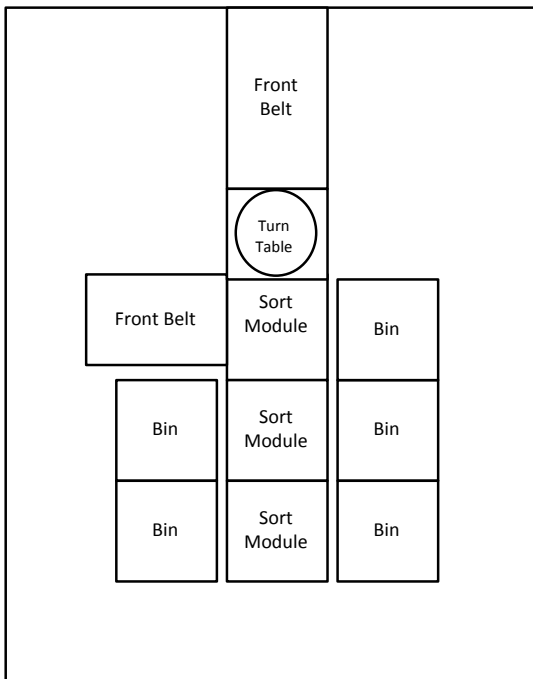 Front
Belt
Turn
Table
Front Belt
Sort
Module
Bin
Bin
Sort
Module
Bin
Bin
Sort
Module
Bin